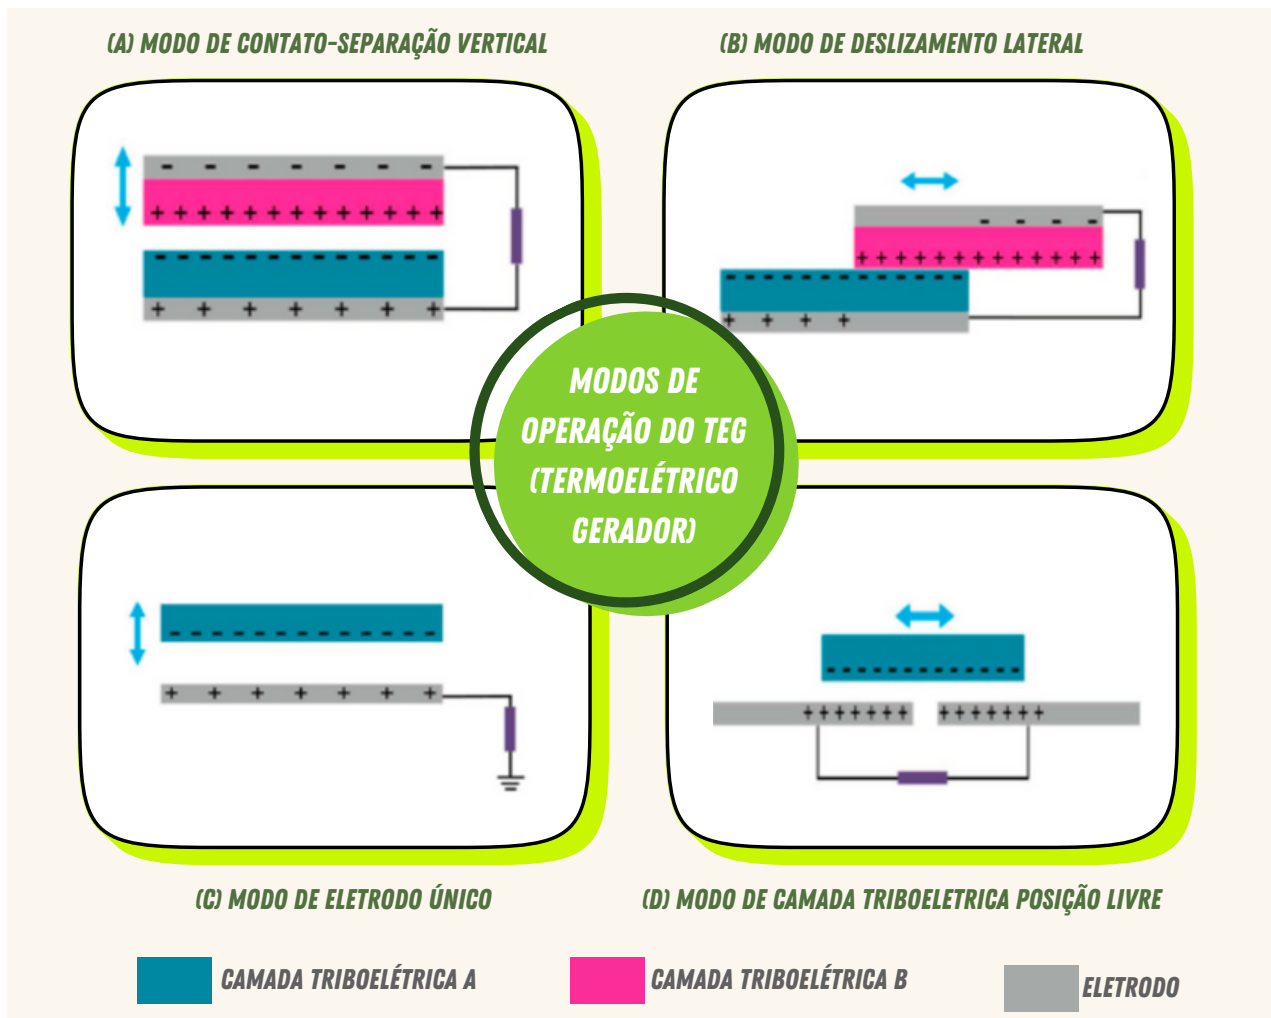 (A) MODO DE CONTATO-SEPARAÇÃO VERTICAL
(B) MODO DE DESLIZAMENTO LATERAL
MODOS DE
OPERAÇÃO DO TEG
(TERMOELÉTRICO
GERADOR)
(C) MODO DE ELETRODO ÚNICO
(D) MODO DE CAMADA TRIBOELETRICA POSIÇÃO LIVRE
CAMADA TRIBOELÉTRICA A
CAMADA TRIBOELÉTRICA B
ELETRODO